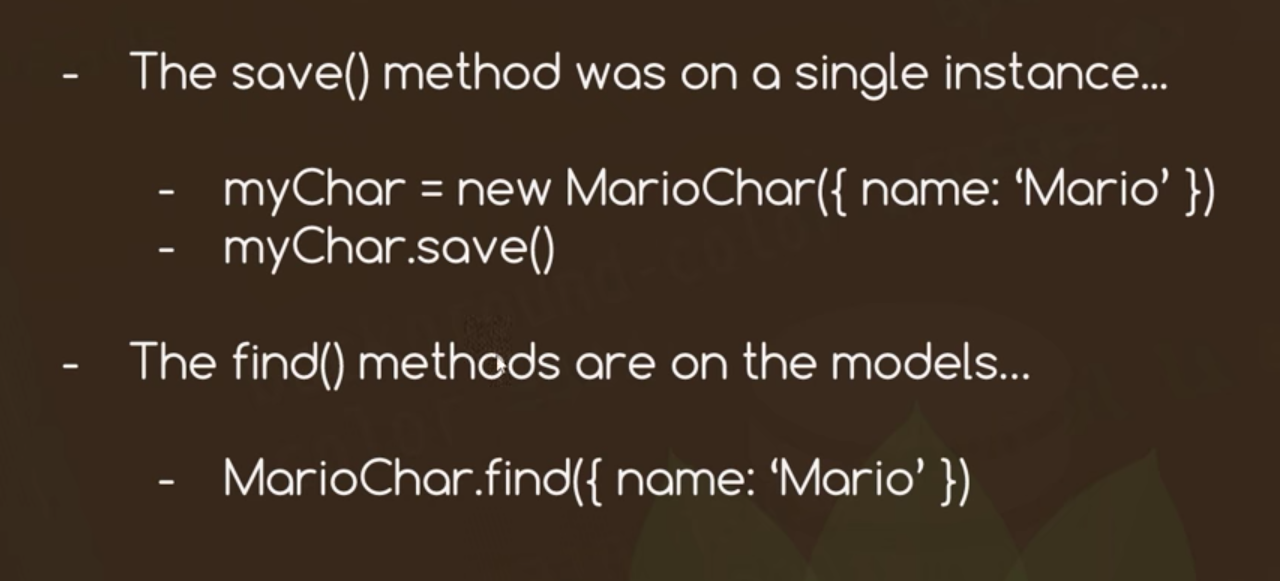 - The save() method was on a single instance...
- myChar = new MarioChar({ name: ‘Mario’ })
- myChar.save()
- The find() methods are on the models...
- MarioChar.find({ name: ‘Mario’ })